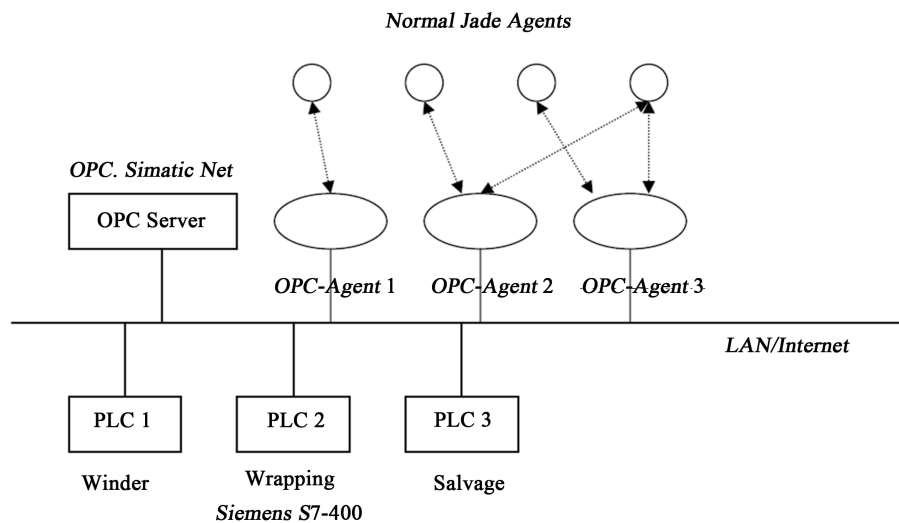 Normal Jade Agents
OPC. Simatic Net
OPC Server
OPC-Agent 1
OPC-Agent 2
OPC-Agent 3
LAN/Internet
PLC 1
PLC 2
PLC 3
Winder
Wrapping
Salvage
Siemens S7-400